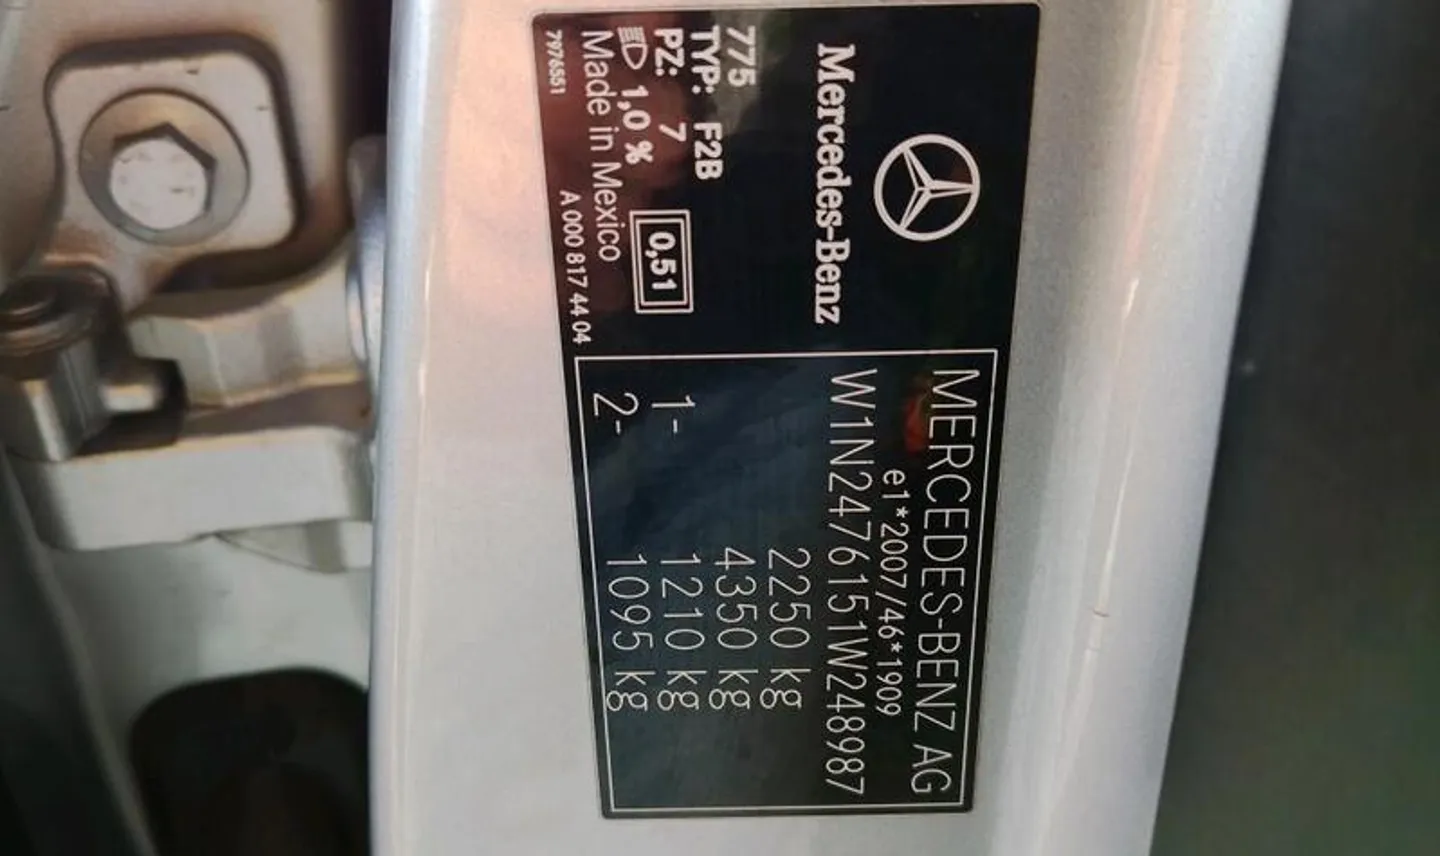 Mercedes-Benz
775
TYP: F2B
PZ: 7
0,51
1,0 %
Made in Mexico
7976551
A 000 817 44 04
MERCEDES-BENZ AG
e1*2007/46*1909
W1N2476151W248987
2250 kg
4350 kg
1- 1210 kg
2- 1095 kg